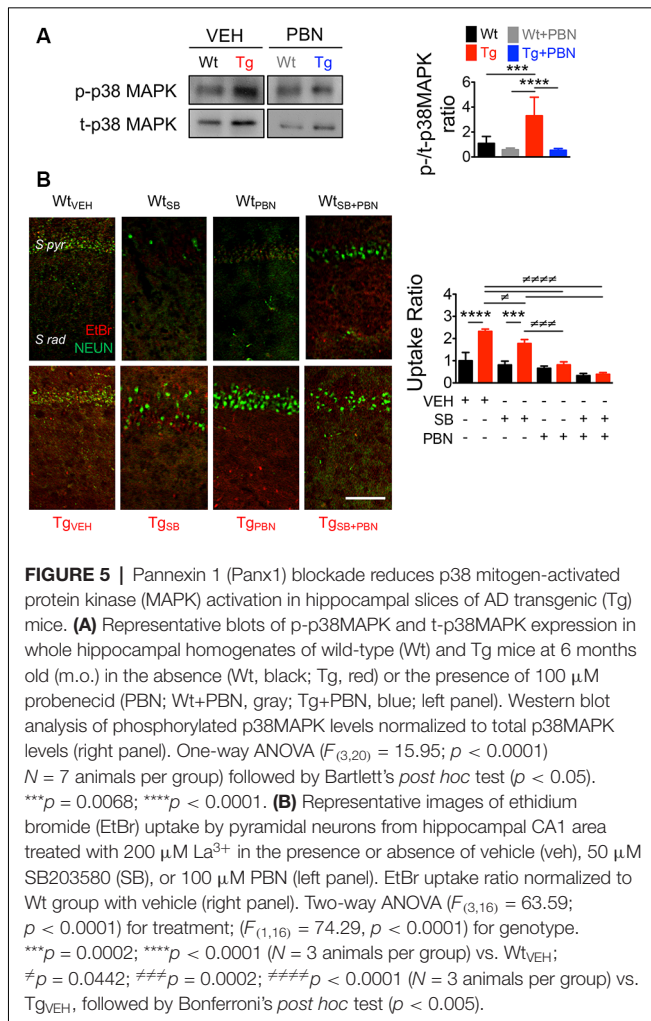 A
VEH PBN
Wt Tg Wt Tg
p-p38 MAPK
t-p38 MAPK
Wt Wt+PBN
Tg Tg+PBN
p-/t-p38MAPK
ratio
6
4
2
0
***
****
B
WtVEH WtSB WtPBN WtSB+PBN
S pyr
S rad
EtBr
NEUN
TgVEH TgSB TgPBN TgSB+PBN
Uptake Ratio
4
3
2
1
0
≠≠≠≠
≠
**** *** ≠≠≠
VEH + + - - - - - -
SB - - + + - - + +
PBN - - - - + + + +
FIGURE 5 | Pannexin 1 (Panx1) blockade reduces p38 mitogen-activated
protein kinase (MAPK) activation in hippocampal slices of AD transgenic (Tg)
mice. (A) Representative blots of p-p38MAPK and t-p38MAPK expression in
whole hippocampal homogenates of wild-type (Wt) and Tg mice at 6 months
old (m.o.) in the absence (Wt, black; Tg, red) or the presence of 100 μM
probenecid (PBN; Wt+PBN, gray; Tg+PBN, blue; left panel). Western blot
analysis of phosphorylated p38MAPK levels normalized to total p38MAPK
levels (right panel). One-way ANOVA (F(3,20) = 15.95; p < 0.0001)
N = 7 animals per group) followed by Bartlett's post hoc test (p < 0.05).
***p = 0.0068; ****p < 0.0001. (B) Representative images of ethidium
bromide (EtBr) uptake by pyramidal neurons from hippocampal CA1 area
treated with 200 μM La3+ in the presence or absence of vehicle (veh), 50 μM
SB203580 (SB), or 100 μM PBN (left panel). EtBr uptake ratio normalized to
Wt group with vehicle (right panel). Two-way ANOVA (F(3,16) = 63.59;
p < 0.0001) for treatment; (F(1,16) = 74.29, p < 0.0001) for genotype.
***p = 0.0002; ****p < 0.0001 (N = 3 animals per group) vs. WtVEH;
≠p = 0.0442; ≠≠≠p = 0.0002; ≠≠≠≠p < 0.0001 (N = 3 animals per group) vs.
TgVEH, followed by Bonferroni's post hoc test (p < 0.005).